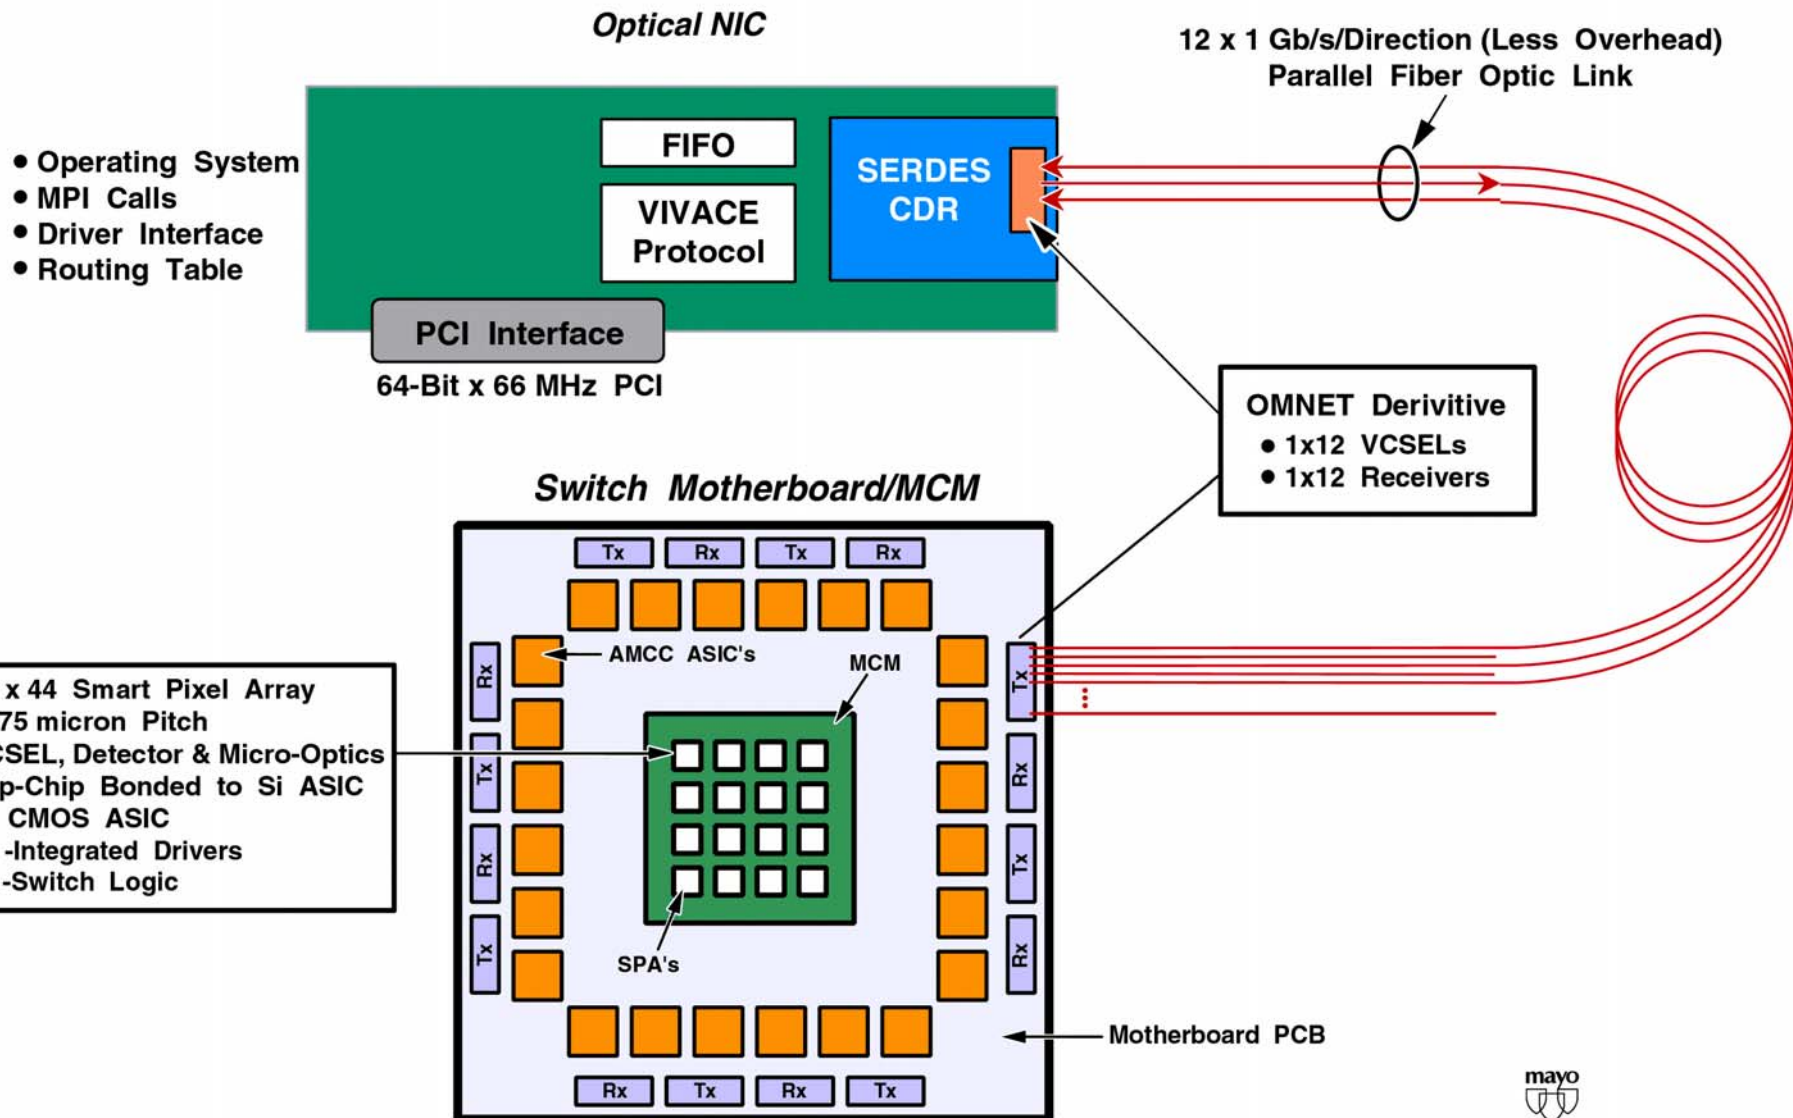 Optical NIC
12 x 1 Gb/s/Direction (Less Overhead)
Parallel Fiber Optic Link
• Operating System
• MPI Calls
• Driver Interface
• Routing Table
FIFO
VIVACE
Protocol
SERDES
CDR
PCI Interface
64-Bit x 66 MHz PCI
OMNET Derivitive
• 1x12 VCSELs
• 1x12 Receivers
Switch Motherboard/MCM
Tx Rx Tx Rx
AMCC ASIC's
MCM
Rx
Tx
Rx
Tx
Tx
Rx
Tx
Rx
x 44 Smart Pixel Array
75 micron Pitch
CSEL, Detector & Micro-Optics
p-Chip Bonded to Si ASIC
CMOS ASIC
-Integrated Drivers
-Switch Logic
SPA's
Motherboard PCB
Rx Tx Rx Tx
mayo